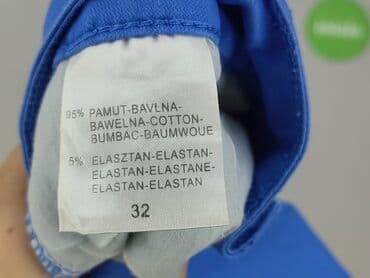 95% PAMUT-BAVLNA-
BAWELNA-COTTON-
BUMBAC-BAUMWOUE
5% ELASZTAN-ELASTAN-
ELASTAN-ELASTANE-
ELASTAN-ELASTAN
32